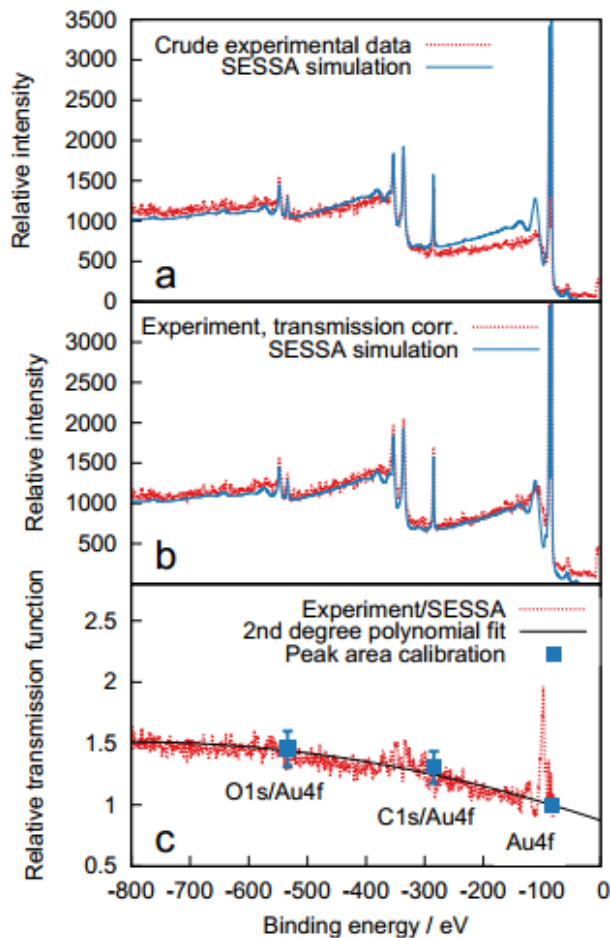 3500
Crude experimental data
SESSA simulation
3000
2500
2000
1500
1000
500
0
Relative intensity
a
Experiment, transmission corr.
SESSA simulation
3000
2500
2000
1500
1000
500
Relative intensity
b
Experiment/SESSA
2nd degree polynomial fit
Peak area calibration
2.5
2
1.5
1
0.5
Relative transmission function
O1s/Au4f
C1s/Au4f
Au4f
c
-800 -700 -600 -500 -400 -300 -200 -100 0
Binding energy / eV